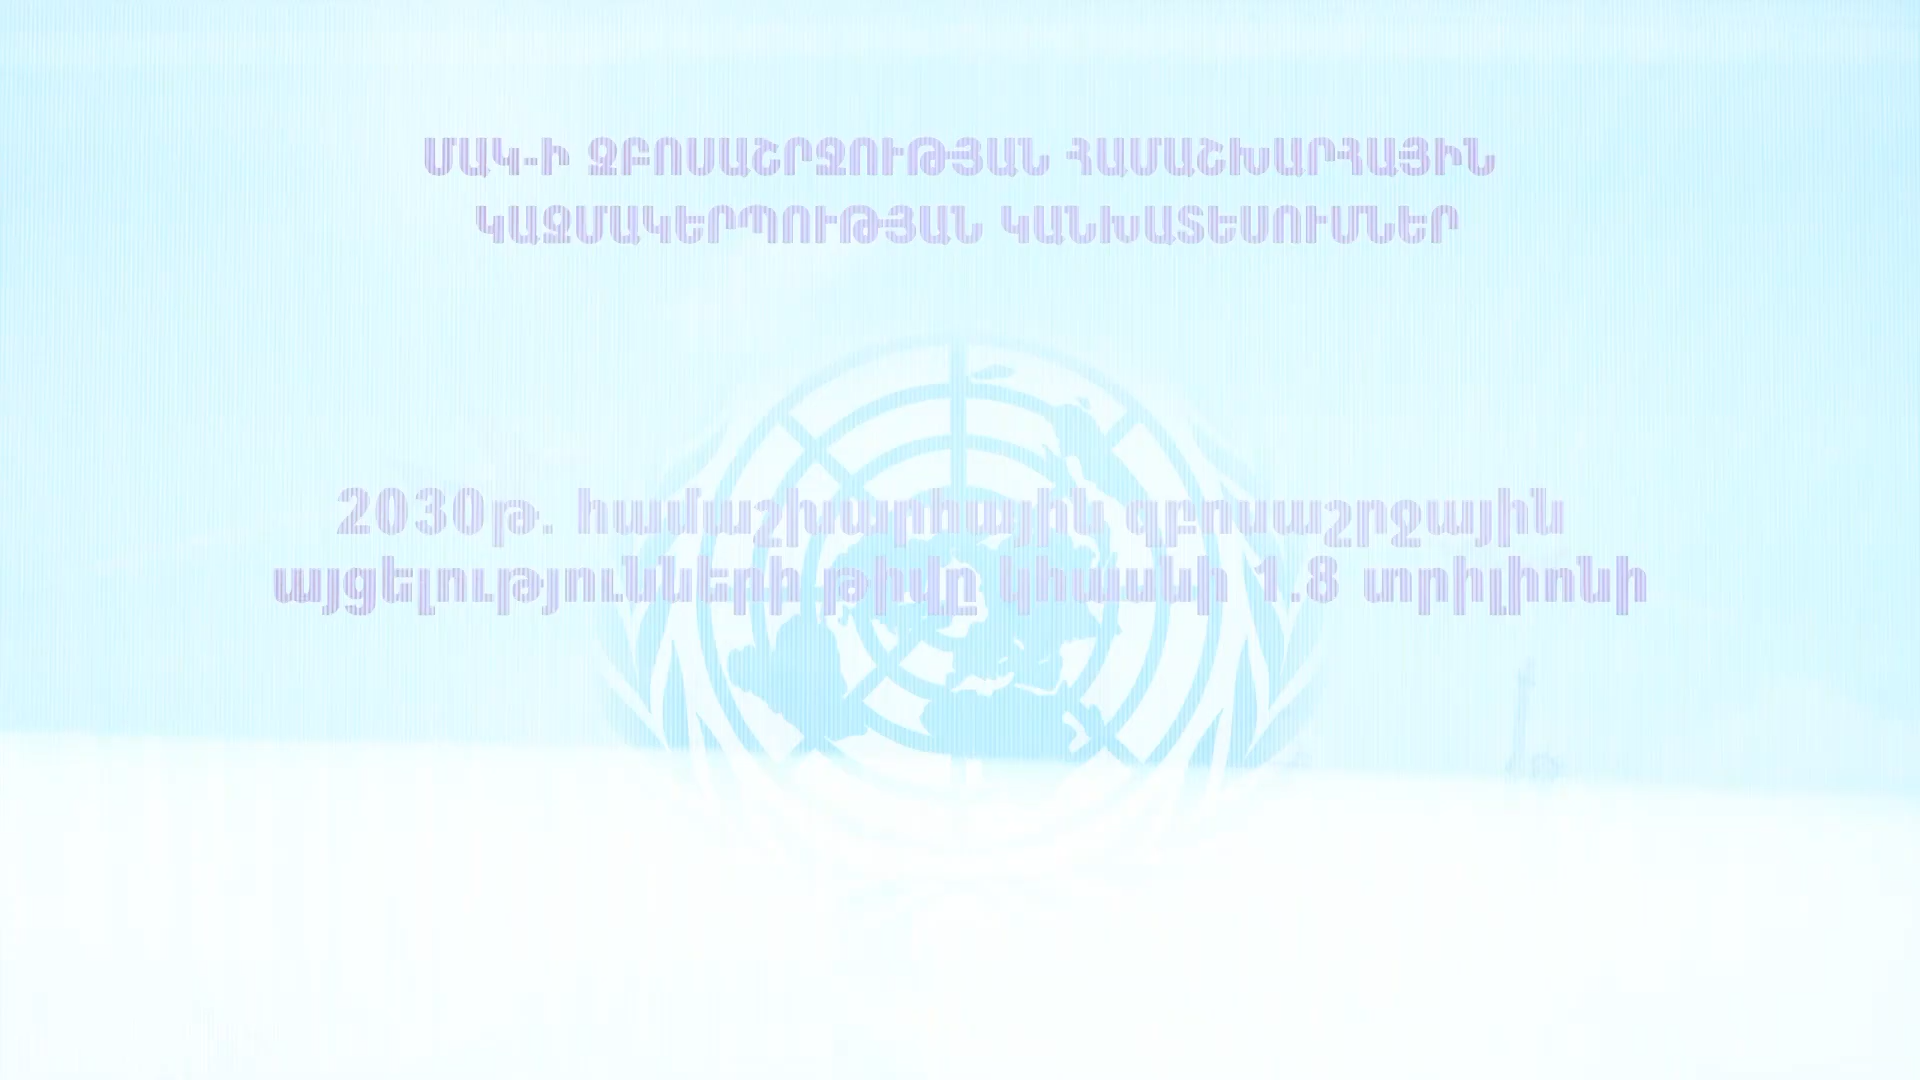 ՄԱԿ-Ի ԶԲՈՍԱՇՐՋՈՒԹՅԱՆ ՀԱՄԱՇԽԱՐՀԱՅԻՆ
ԿԱԶՄԱԿԵՐՊՈՒԹՅԱՆ ԿԱՆԽԱՏԵՍՈՒՄՆԵՐ
2030թ. համաշխարհային զբոսաշրջային
այցելությունների թիվը կհասնի 1.8 տրիլիոնի